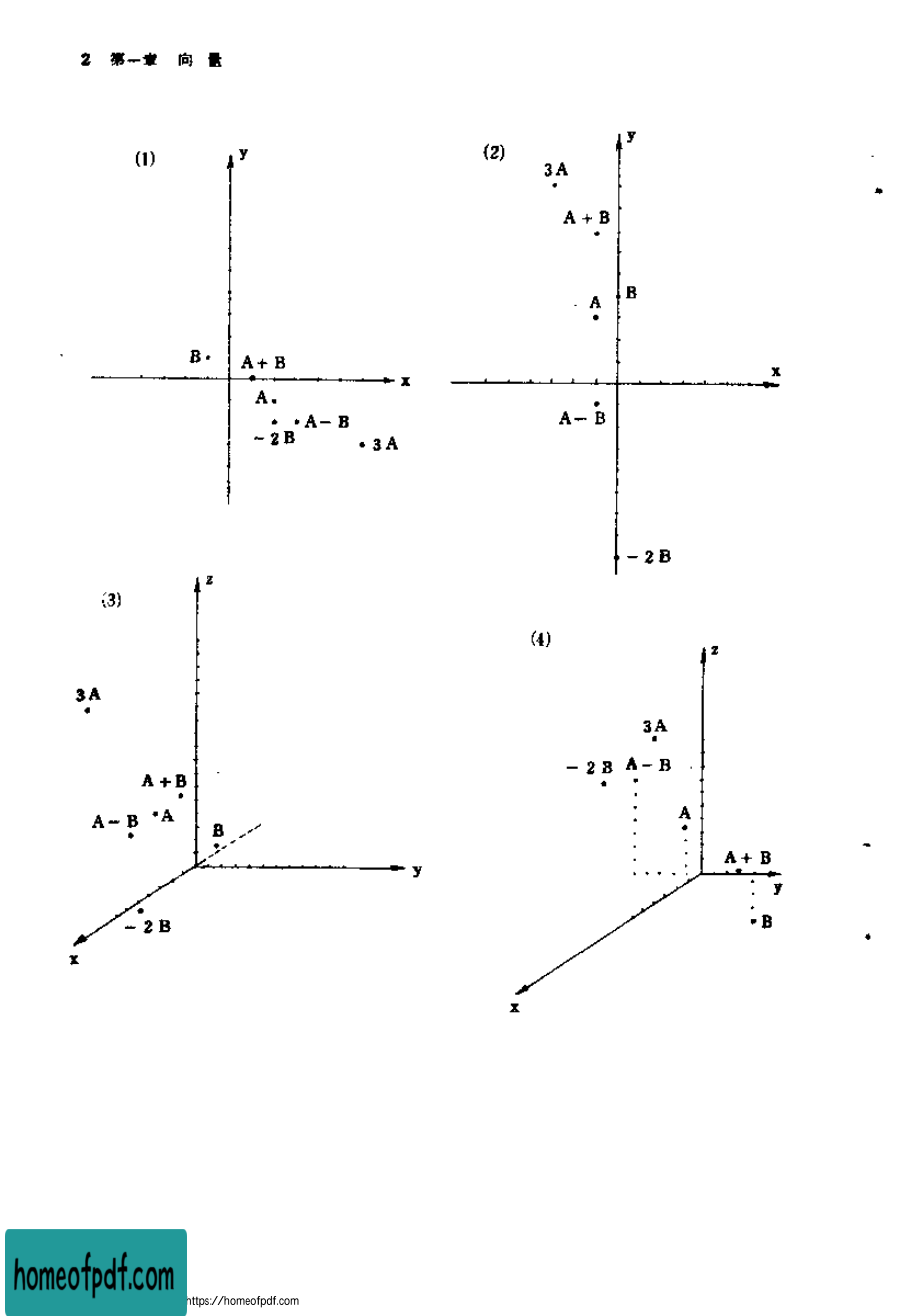 2 第一章 向 量
(1)
y
B
A + B
x
A
A - B
- 2 B
3 A
(2)
y
3 A
A + B
B
A
x
A - B
- 2 B
(3)
z
3 A
A + B
A - B
A
B
y
- 2 B
x
(4)
z
3 A
- 2 B
A - B
A
A + B
y
B
x
homeofpdf.com
https://homeofpdf.com